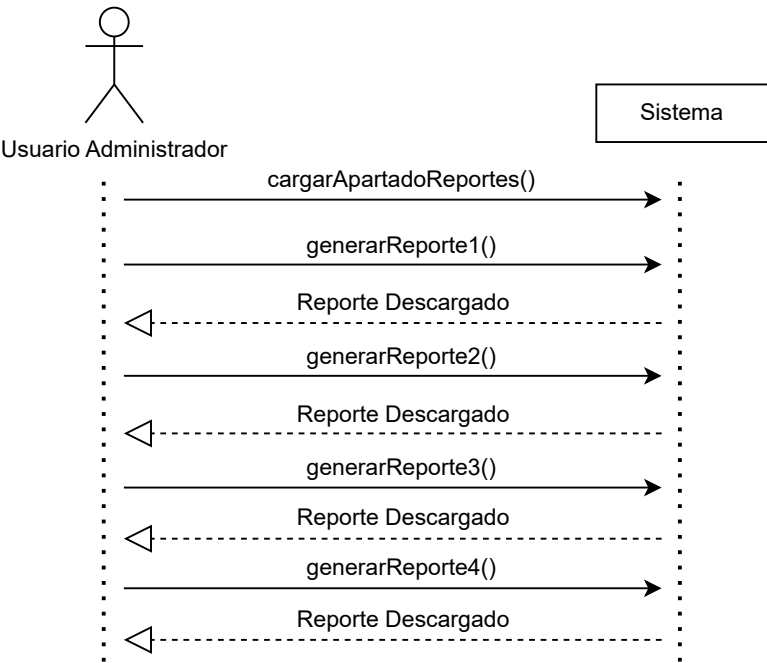 Sistema
Usuario Administrador
cargarApartadoReportes()
generarReporte1()
Reporte Descargado
generarReporte2()
Reporte Descargado
generarReporte3()
Reporte Descargado
generarReporte4()
Reporte Descargado